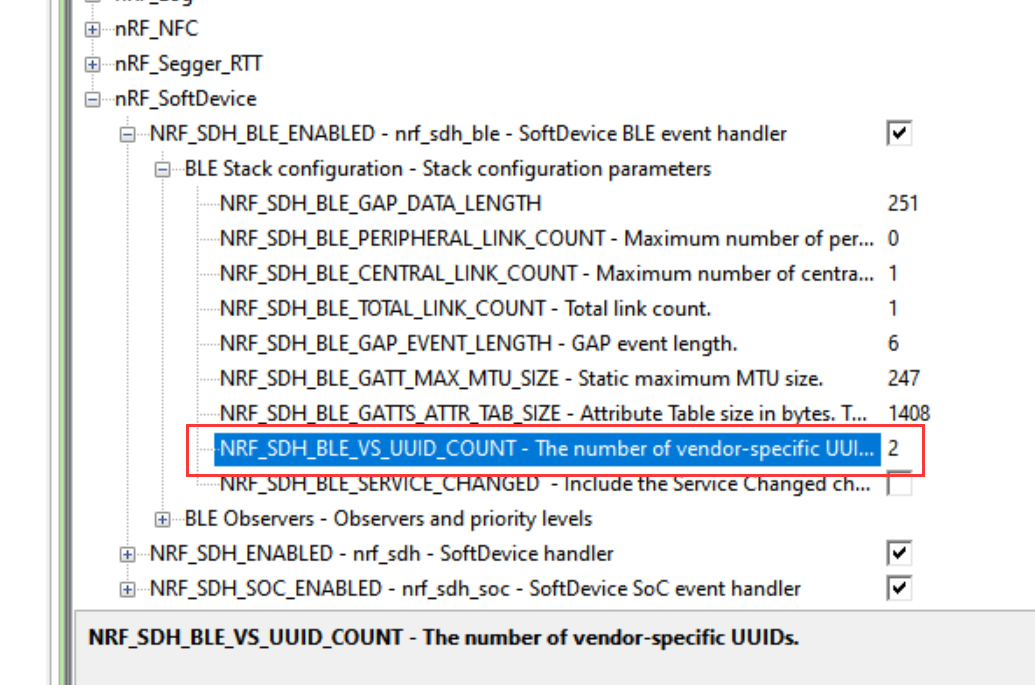 nRF_NFC
nRF_Segger_RTT
nRF_SoftDevice
NRF_SDH_BLE_ENABLED - nrf_sdh_ble - SoftDevice BLE event handler
BLE Stack configuration - Stack configuration parameters
NRF_SDH_BLE_GAP_DATA_LENGTH 251
NRF_SDH_BLE_PERIPHERAL_LINK_COUNT - Maximum number of per... 0
NRF_SDH_BLE_CENTRAL_LINK_COUNT - Maximum number of centra... 1
NRF_SDH_BLE_TOTAL_LINK_COUNT - Total link count. 1
NRF_SDH_BLE_GAP_EVENT_LENGTH - GAP event length. 6
NRF_SDH_BLE_GATT_MAX_MTU_SIZE - Static maximum MTU size. 247
NRF_SDH_BLE_GATTS_ATTR_TAB_SIZE - Attribute Table size in bytes. T... 1408
NRF_SDH_BLE_VS_UUID_COUNT - The number of vendor-specific UUI... 2
NRF_SDH_BLE_SERVICE_CHANGED - Include the Service Changed ch...
BLE Observers - Observers and priority levels
NRF_SDH_ENABLED - nrf_sdh - SoftDevice handler
NRF_SDH_SOC_ENABLED - nrf_sdh_soc - SoftDevice SoC event handler
NRF_SDH_BLE_VS_UUID_COUNT - The number of vendor-specific UUIDs.